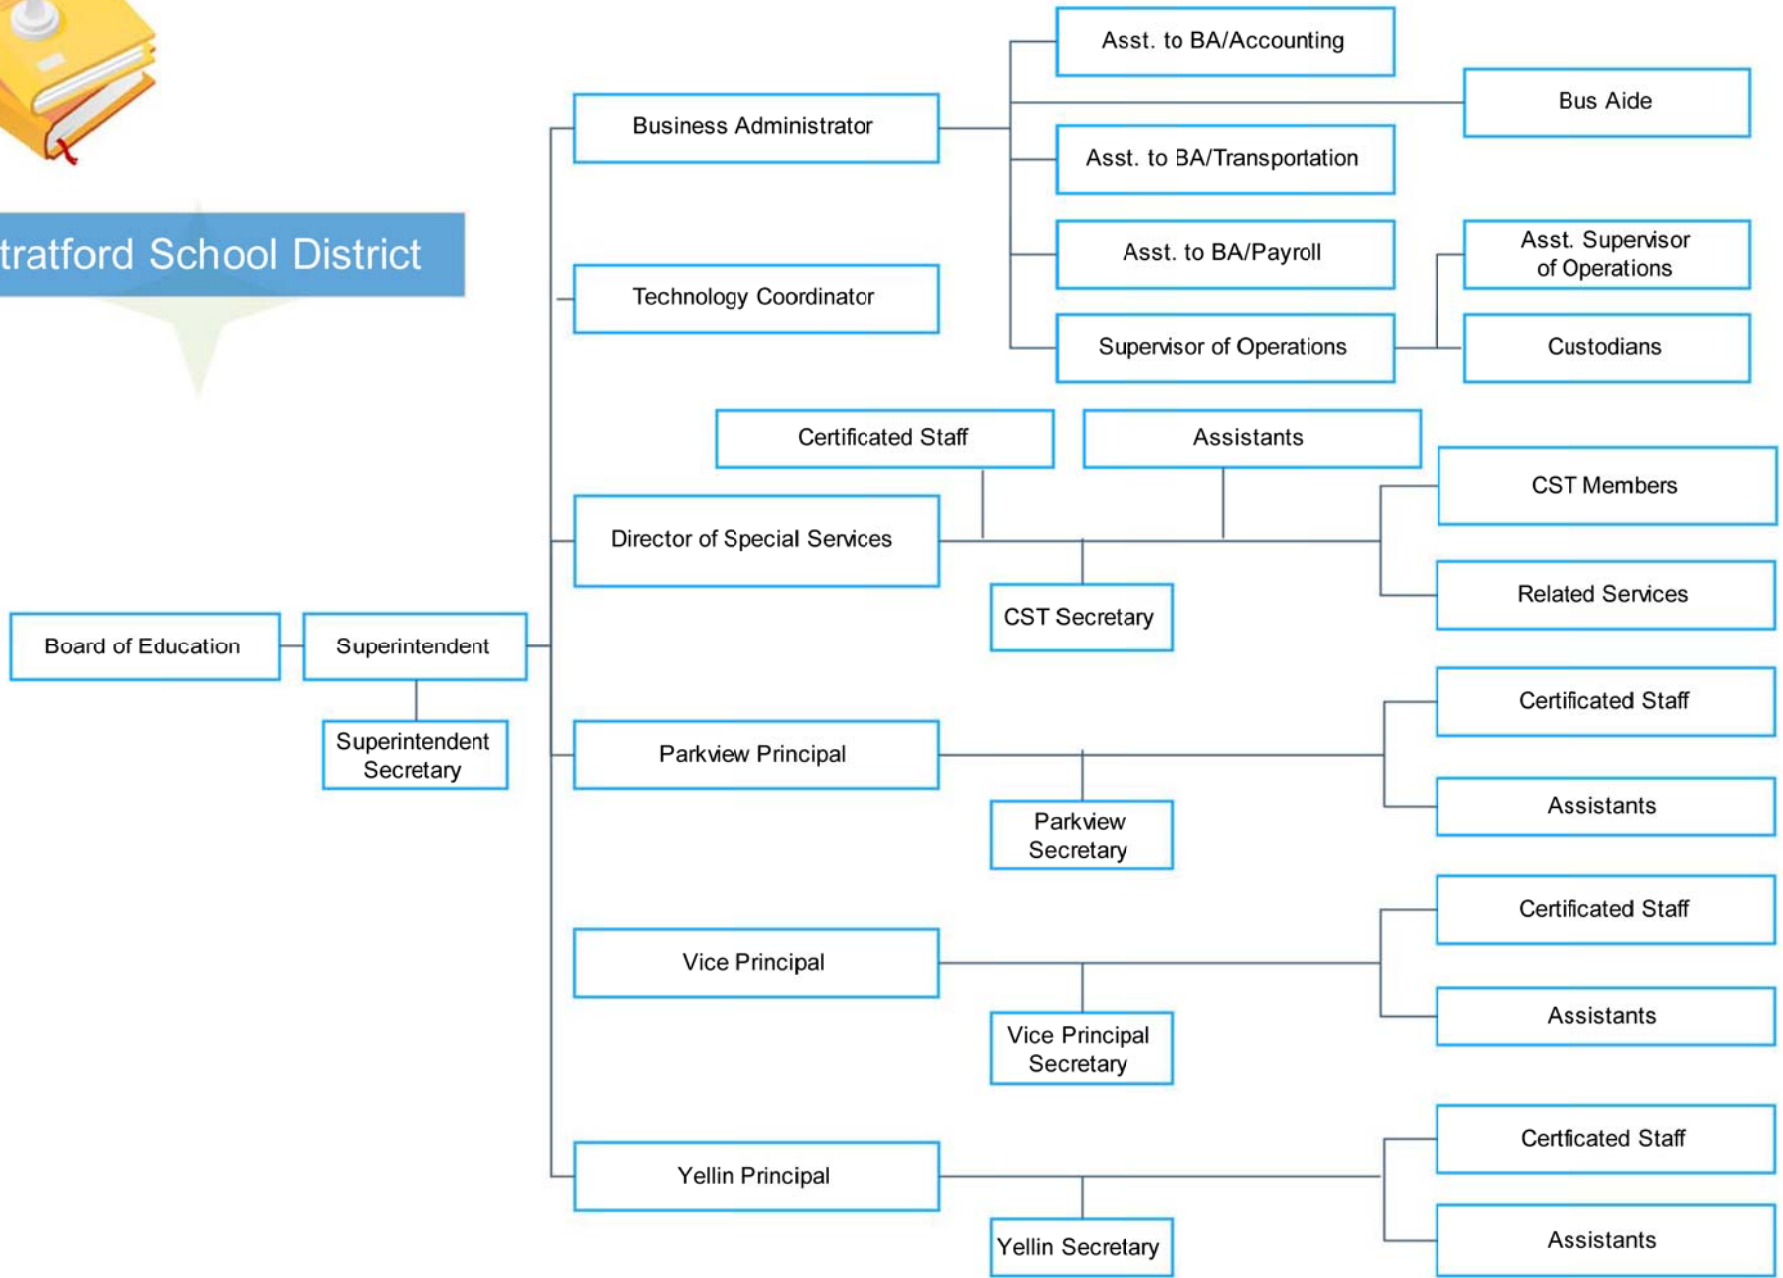 Asst. to BA/Accounting
Bus Aide
Business Administrator
Asst. to BA/Transportation
tratford School District
Asst. to BA/Payroll
Asst. Supervisor
of Operations
Technology Coordinator
Supervisor of Operations
Custodians
Certificated Staff
Assistants
CST Members
Director of Special Services
Related Services
CST Secretary
Board of Education
Superintendent
Superintendent
Secretary
Certificated Staff
Parkview Principal
Assistants
Parkview
Secretary
Certificated Staff
Vice Principal
Assistants
Vice Principal
Secretary
Certficated Staff
Yellin Principal
Assistants
Yellin Secretary